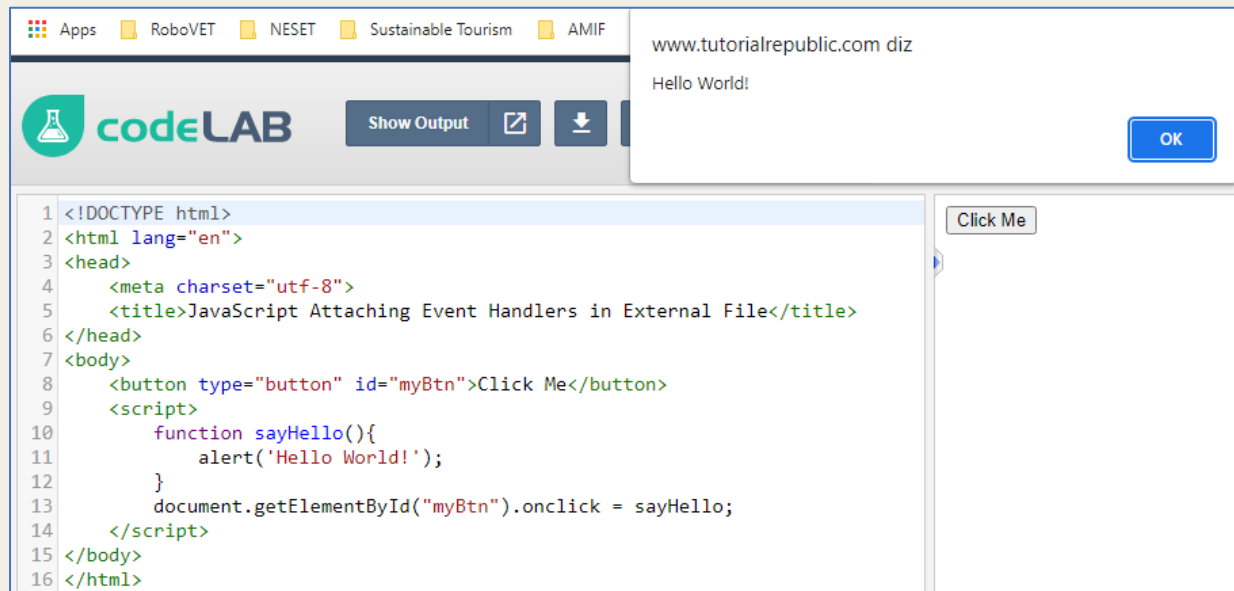 Apps RoboVET NESET Sustainable Tourism AMIF
www.tutorialrepublic.com diz
Hello World!
OK
codeLAB
Show Output
1 <!DOCTYPE html>
2 <html lang="en">
3 <head>
4     <meta charset="utf-8">
5     <title>JavaScript Attaching Event Handlers in External File</title>
6 </head>
7 <body>
8     <button type="button" id="myBtn">Click Me</button>
9     <script>
10         function sayHello(){
11             alert('Hello World!');
12         }
13         document.getElementById("myBtn").onclick = sayHello;
14     </script>
15 </body>
16 </html>
Click Me